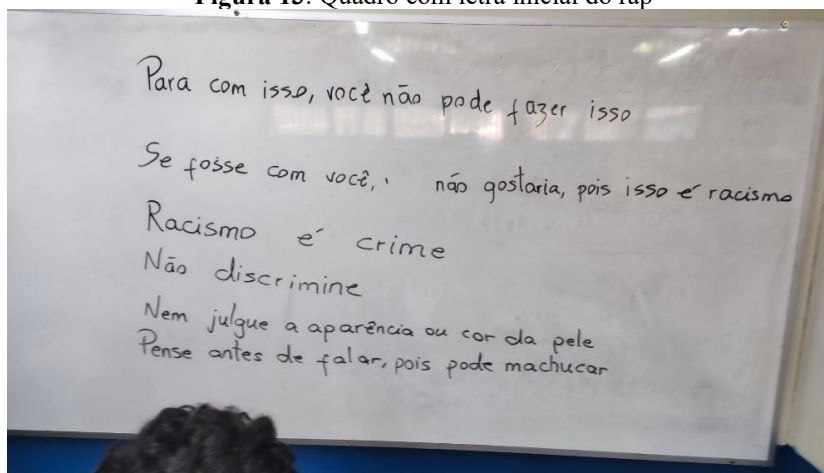 Figura 13: Quadro com letra inicial do rap
Para com isso, você não pode fazer isso
Se fosse com você, não gostaria, pois isso é racismo
Racismo é crime
Não discrimine
Nem julgue a aparência ou cor da pele
Pense antes de falar, pois pode machucar